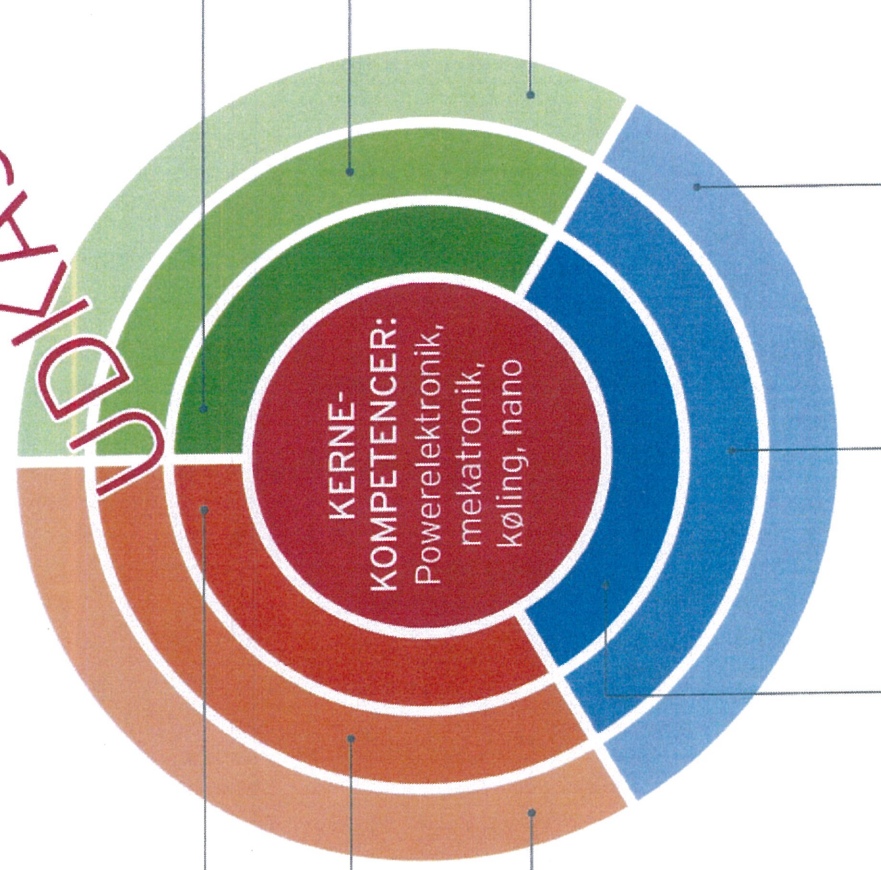 KERNE-
KOMPETENCER:
Powerelektronik,
mekatronik,
køling, nano